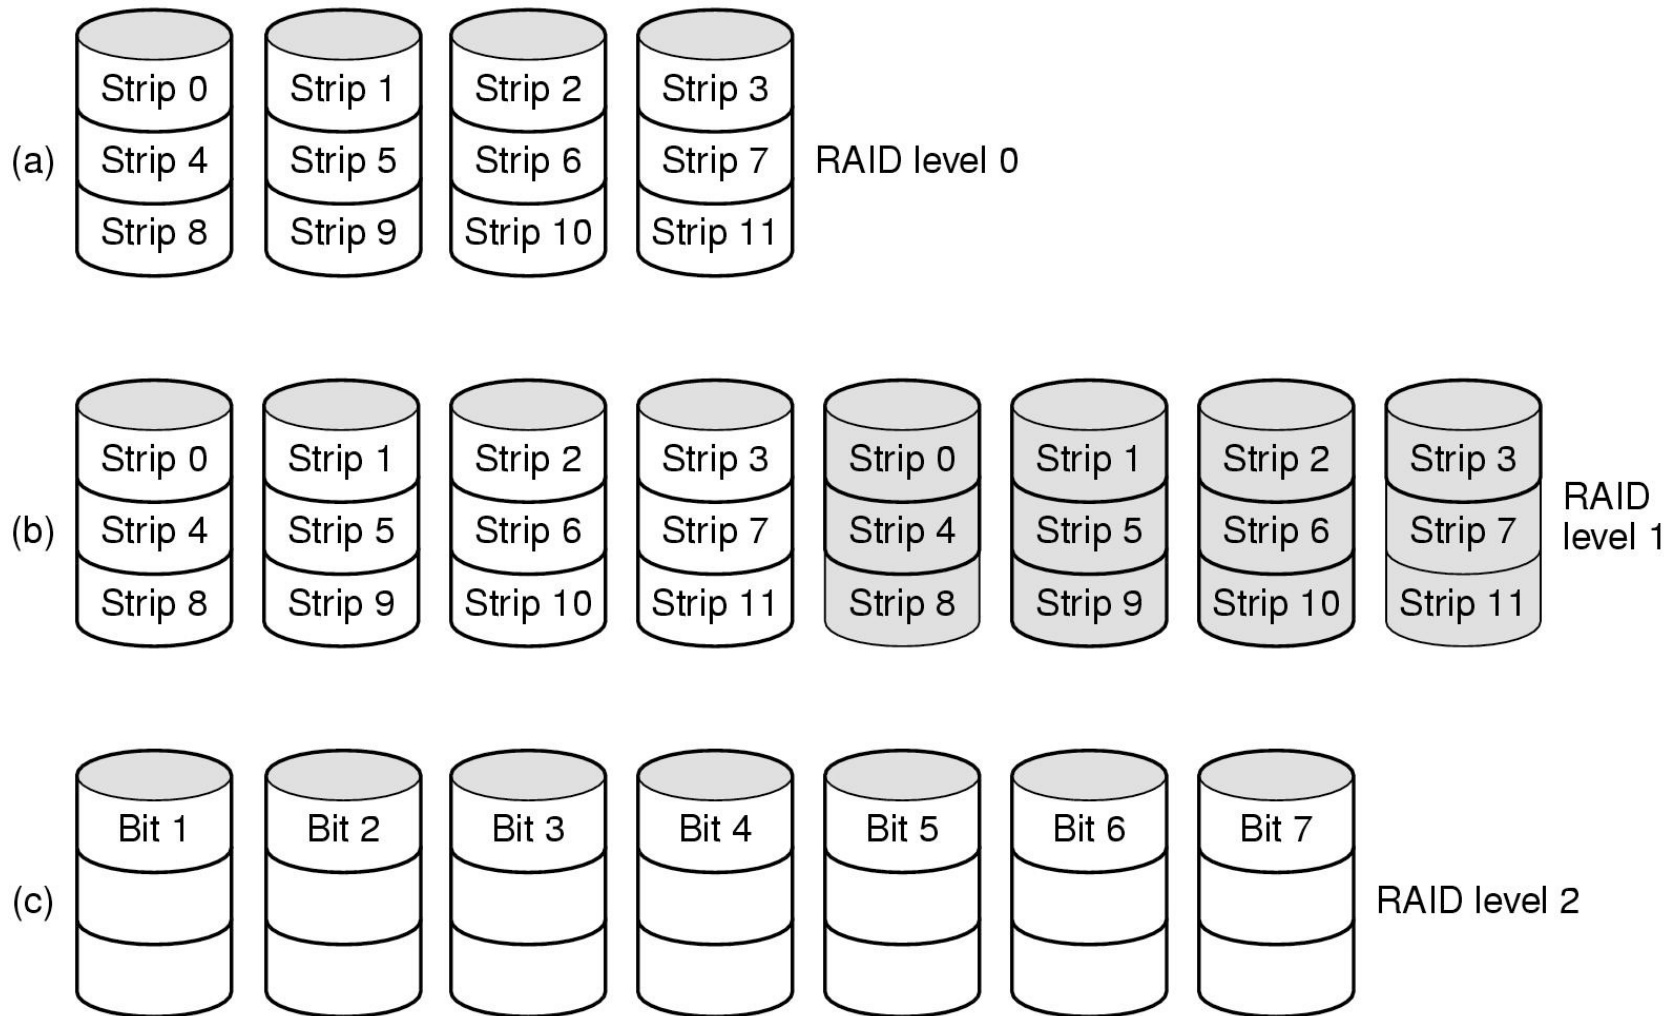 Strip 0 Strip 1 Strip 2 Strip 3
(a) Strip 4 Strip 5 Strip 6 Strip 7 RAID level 0
Strip 8 Strip 9 Strip 10 Strip 11
Strip 0 Strip 1 Strip 2 Strip 3 Strip 0 Strip 1 Strip 2 Strip 3
(b) Strip 4 Strip 5 Strip 6 Strip 7 Strip 4 Strip 5 Strip 6 Strip 7 RAID
level 1
Strip 8 Strip 9 Strip 10 Strip 11 Strip 8 Strip 9 Strip 10 Strip 11
Bit 1 Bit 2 Bit 3 Bit 4 Bit 5 Bit 6 Bit 7
(c) RAID level 2